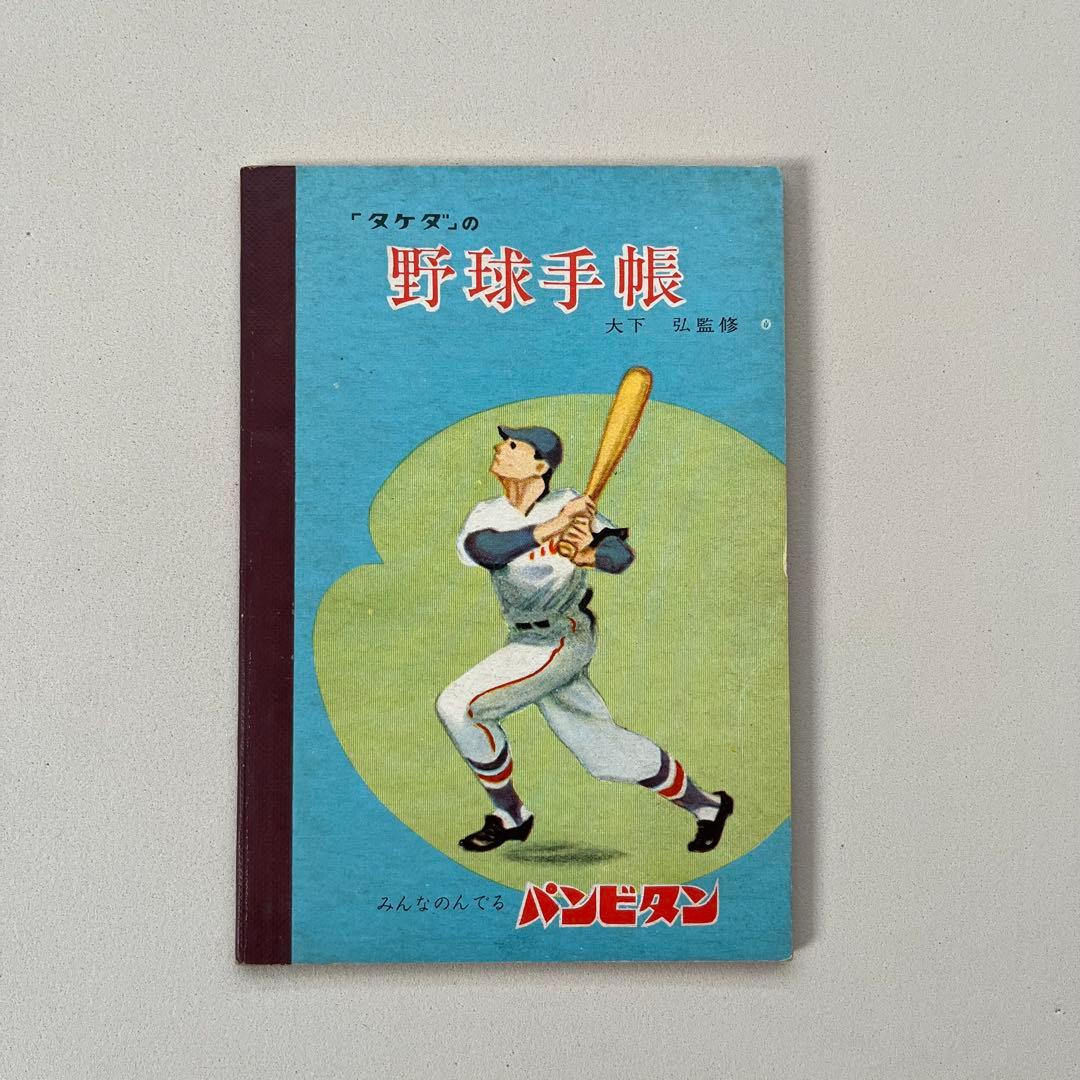 「タケダ」の
野球手帳
大下 弘監修
みんなのんでる パンビタン